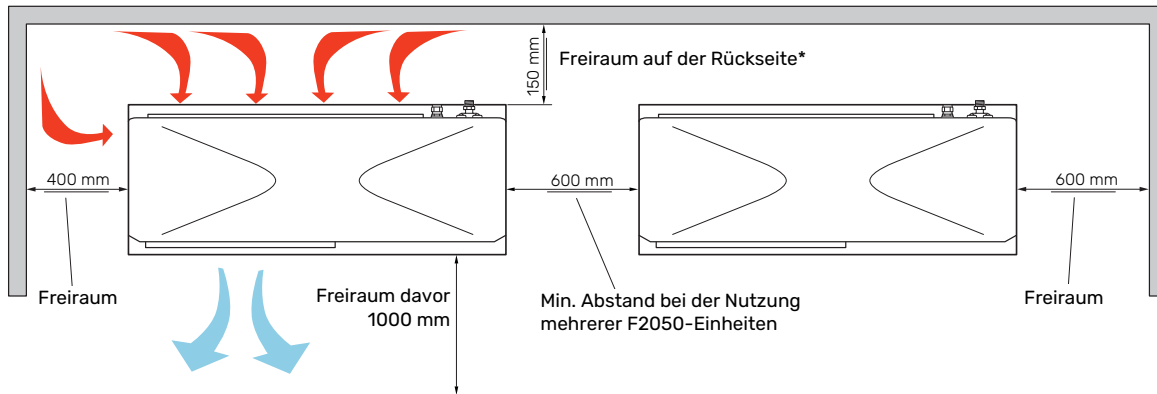 150 mm
Freiraum auf der Rückseite*
400 mm
600 mm
600 mm
Freiraum
Freiraum davor
1000 mm
Min. Abstand bei der Nutzung
mehrerer F2050-Einheiten
Freiraum